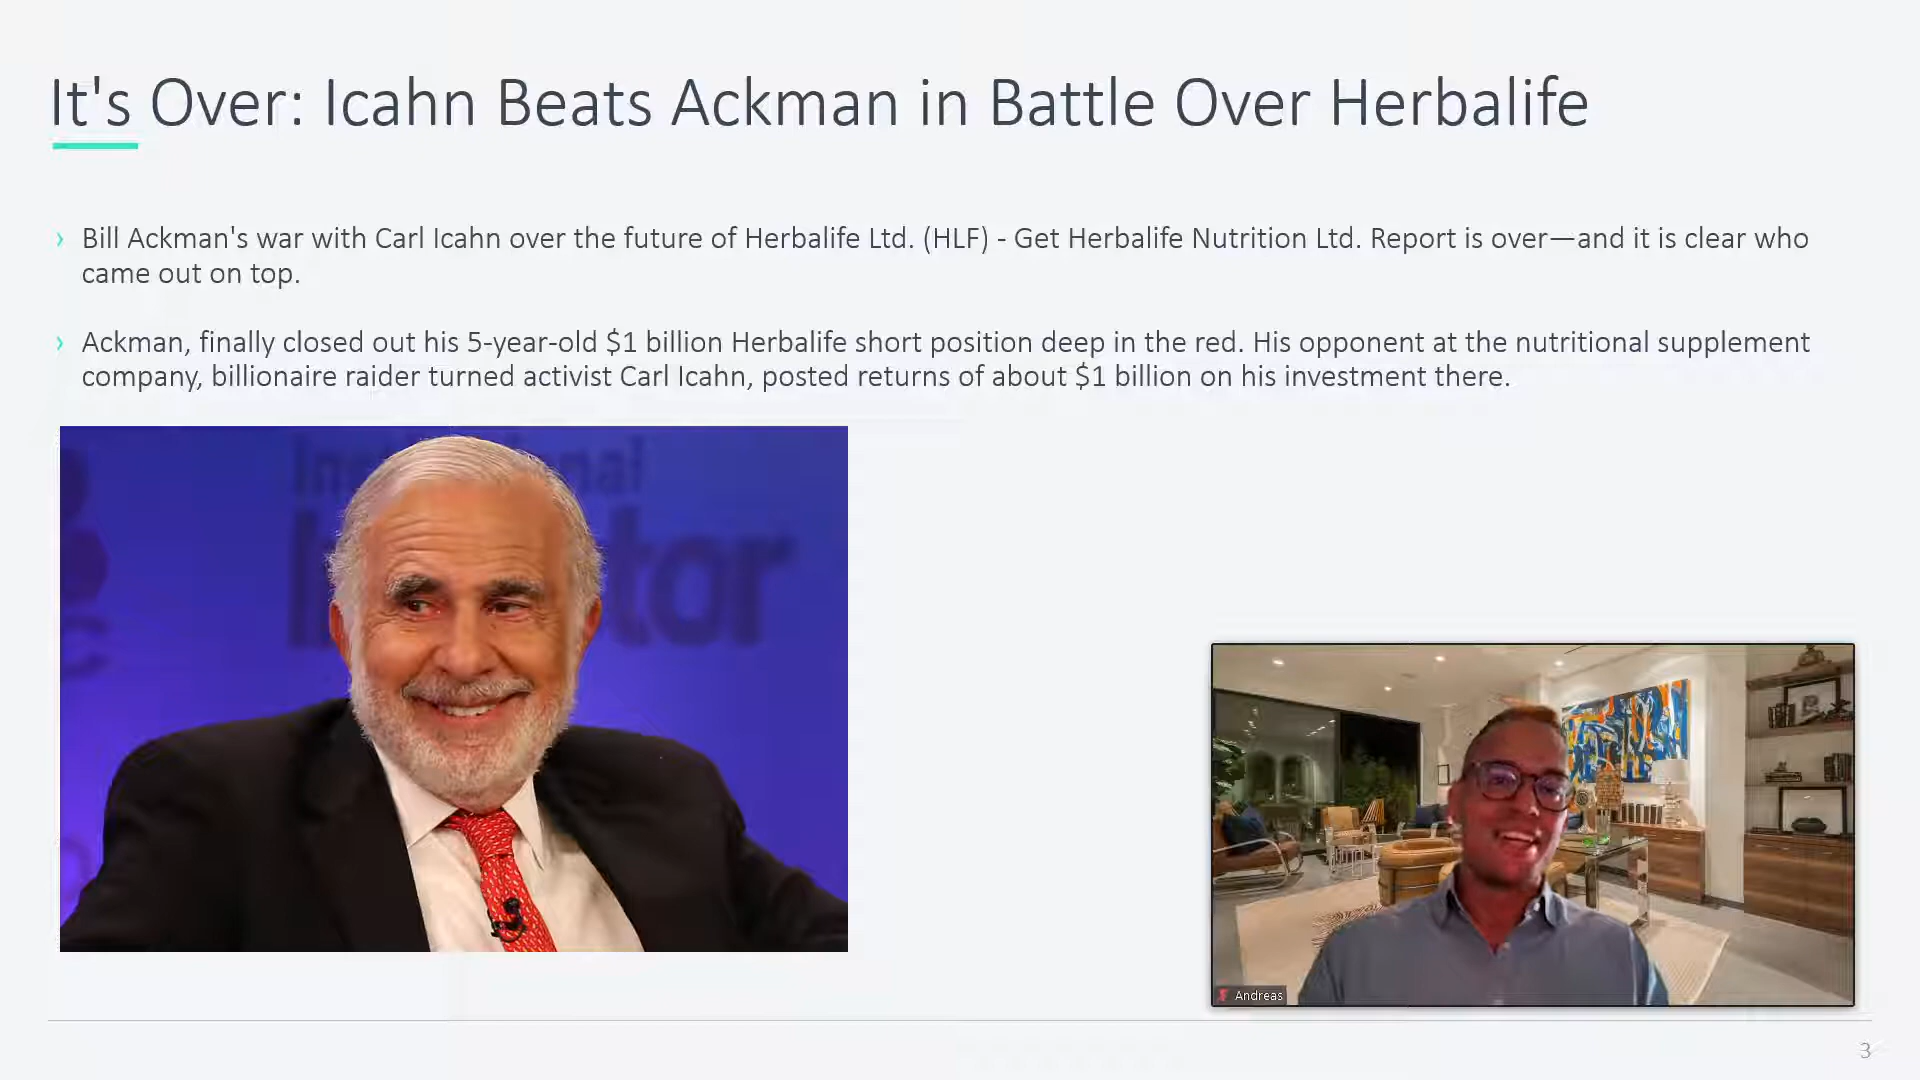 It's Over: Icahn Beats Ackman in Battle Over Herbalife
› Bill Ackman's war with Carl Icahn over the future of Herbalife Ltd. (HLF) - Get Herbalife Nutrition Ltd. Report is over—and it is clear who
came out on top.
› Ackman, finally closed out his 5-year-old $1 billion Herbalife short position deep in the red. His opponent at the nutritional supplement
company, billionaire raider turned activist Carl Icahn, posted returns of about $1 billion on his investment there.
Andreas
3